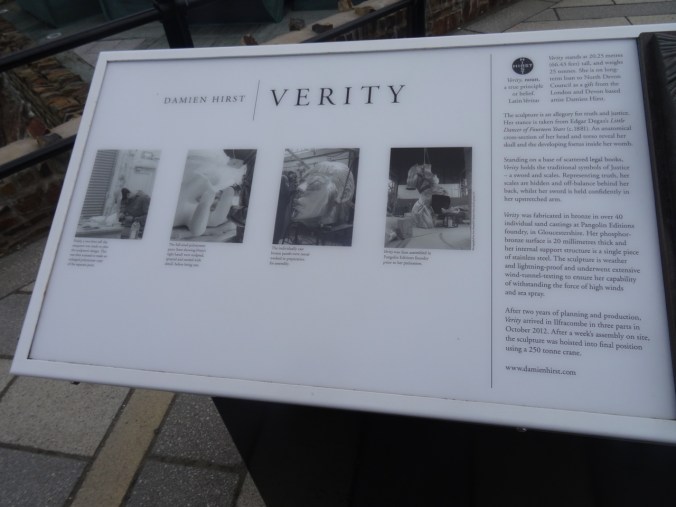 DAMIEN HIRST VERITY
HIRST
Verity, noun,
a true principle
or belief
Verity stands at 20.25 metres
tall, and weighs
25 tonnes. She is on long-
term loan to North Devon
Council as a gift from the
London and Devon based
artist Damien Hirst.
The sculpture is an allegory for truth and justice.
Her stance is taken from Edgar Degas's Little
Dancer of Fourteen Years (c. 1881). An anatomical
cross-section of her head and torso reveal her
skull and the developing foetus inside her womb.
Standing on a base of scattered legal books,
Verity holds the traditional symbols of Justice
– a sword and scales. Representing truth, her
scales are hidden and off-balance behind her
back, whilst her sword is held confidently in
her upstretched arm.
Verity was fabricated in bronze in over 40
individual sand castings at Pangolin Editions
foundry, in Gloucestershire. Her phosphor-
bronze surface is 20 millimetres thick and
her internal support structure is a single piece
of stainless steel. The sculpture is weather
and lightning-proof and underwent extensive
wind-tunnel-testing to ensure her capability
of withstanding the force of high winds
and sea spray.
After two years of planning and production,
Verity arrived in Ilfracombe in three parts in
October 2012. After a week's assembly on site,
the sculpture was hoisted into final position
using a 250 tonne crane.
www.damienhirst.com